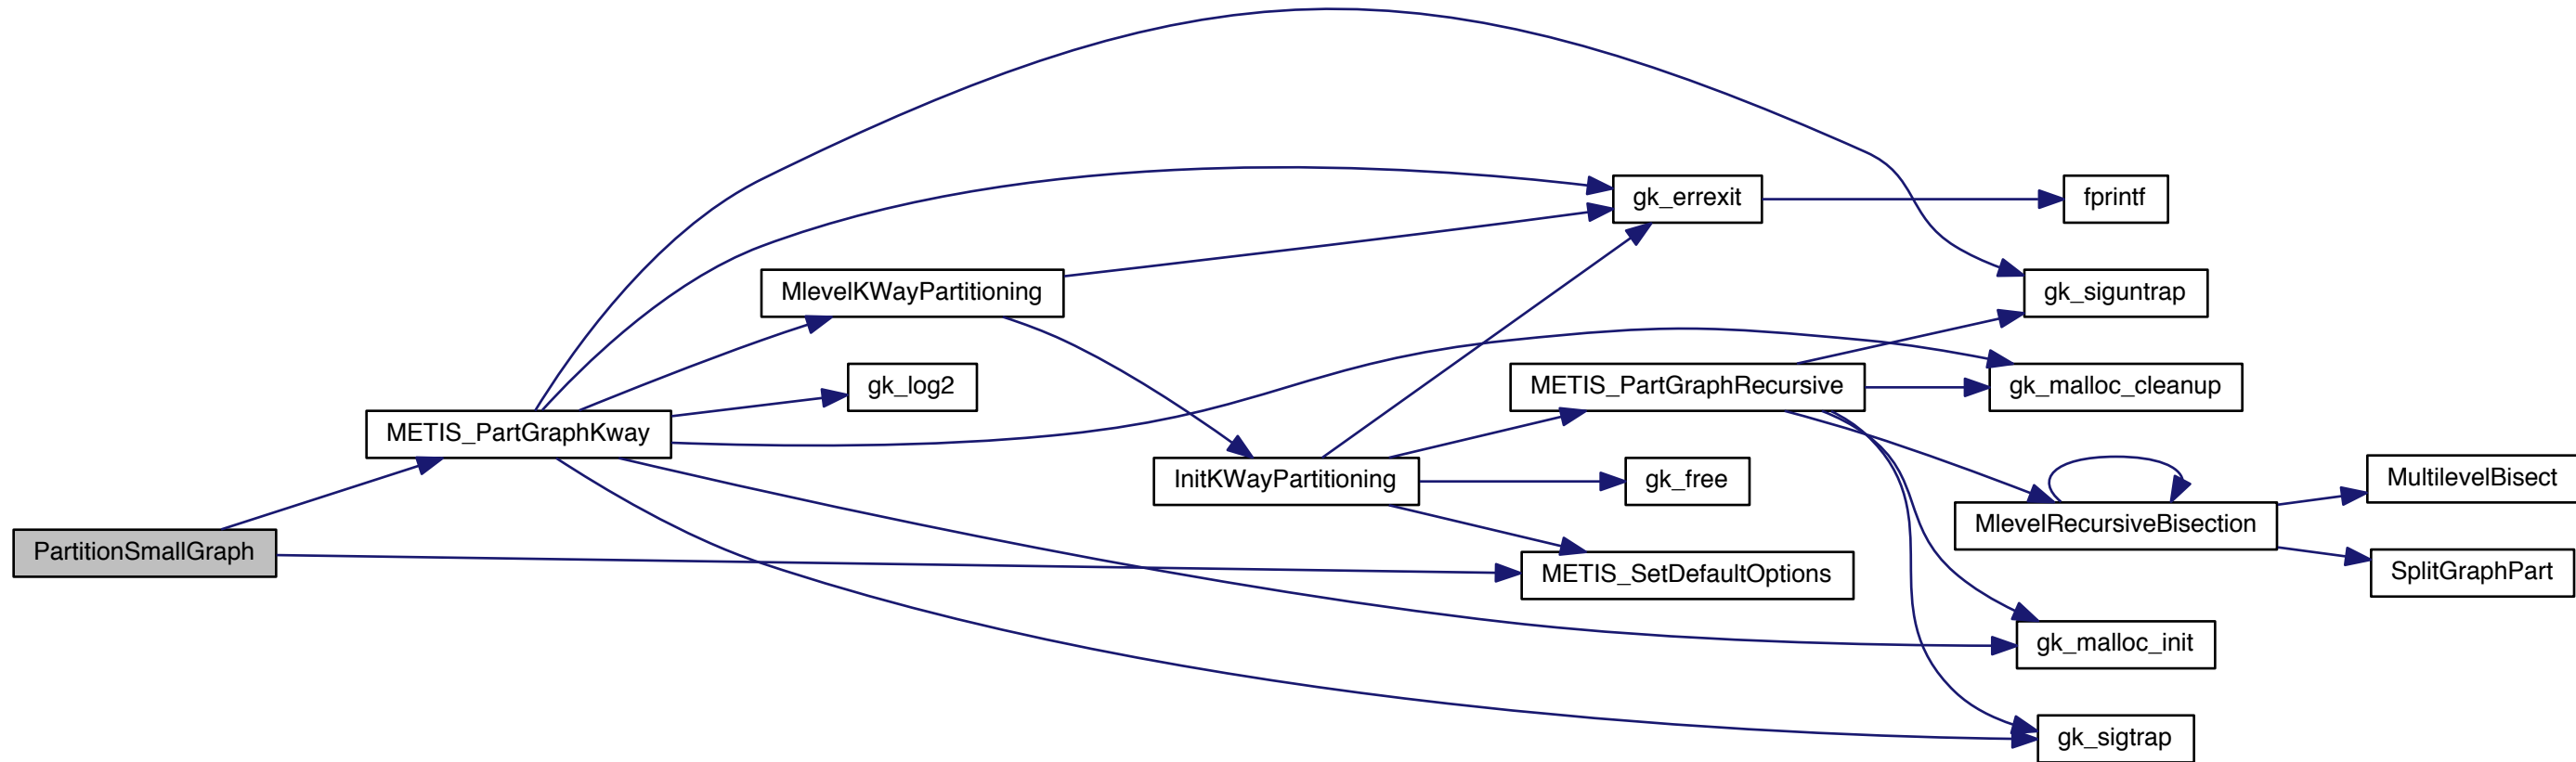 gk_errexit
fprintf
MlevelKWayPartitioning
gk_siguntrap
gk_log2
METIS_PartGraphRecursive
gk_malloc_cleanup
METIS_PartGraphKway
InitKWayPartitioning
gk_free
MultilevelBisect
MlevelRecursiveBisection
PartitionSmallGraph
METIS_SetDefaultOptions
SplitGraphPart
gk_malloc_init
gk_sigtrap